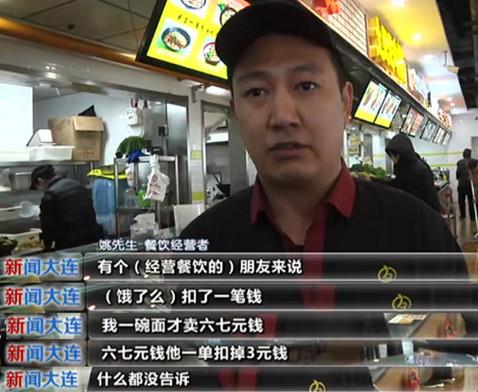 姚先生 餐饮经营者
新闻大连 有个（经营餐饮的）朋友来说
新闻大连 （饿了么）扣了一笔钱
新闻大连 我一碗面才卖六七元钱
新闻大连 六七元钱他一单扣掉3元钱
新闻大连 什么都没告诉